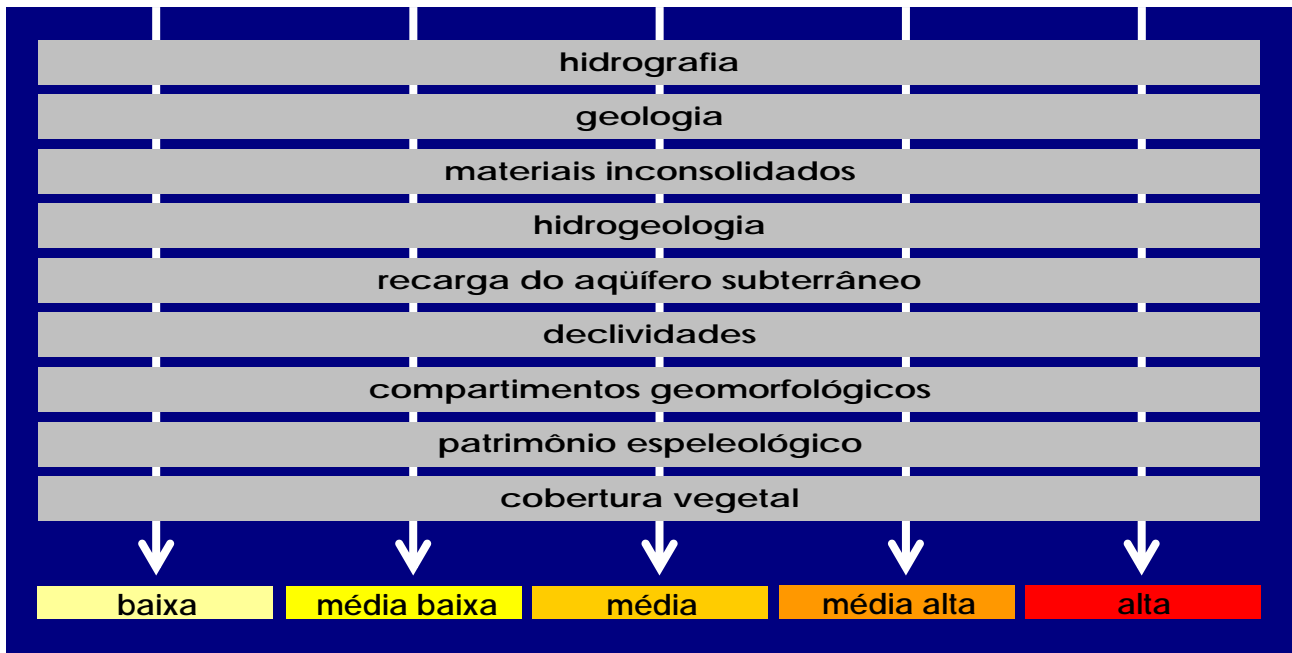 hidrografia
geologia
materiais inconsolidados
hidrogeologia
recarga do aqüífero subterrâneo
declividades
compartimentos geomorfológicos
patrimônio espeleológico
cobertura vegetal
baixa média baixa média média alta alta